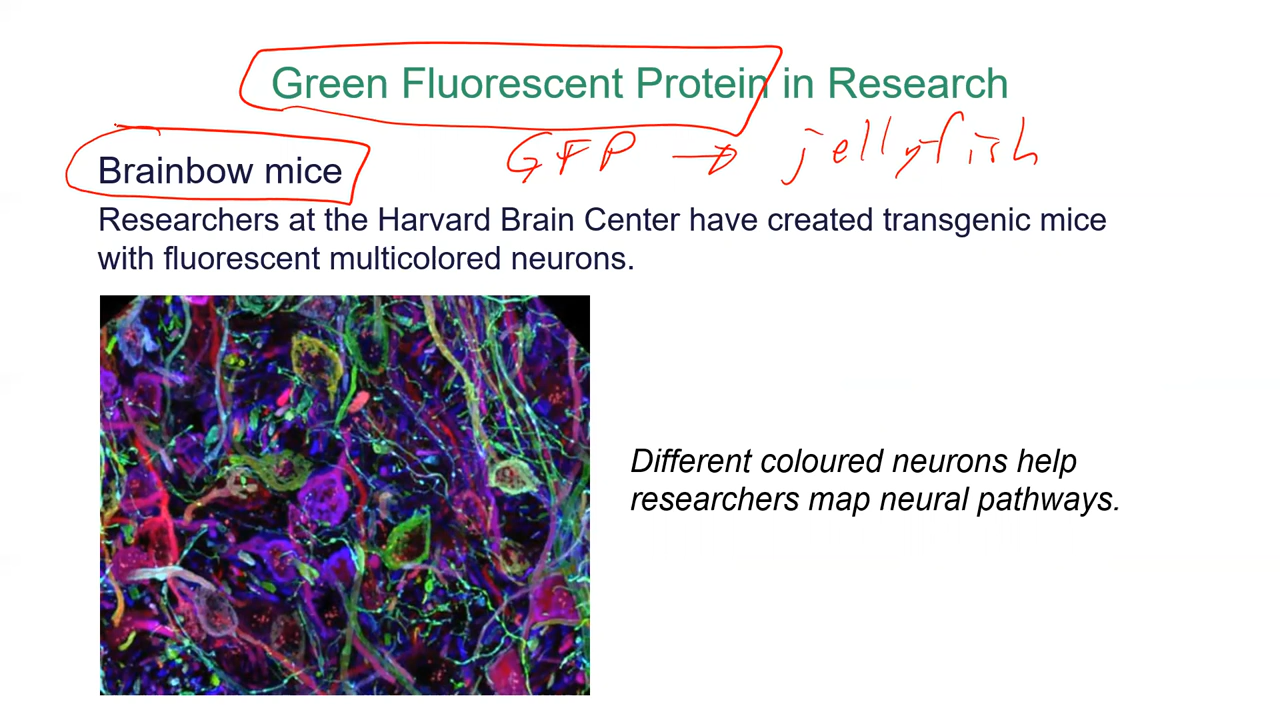 Green Fluorescent Protein in Research
GFP → jellyfish
Brainbow mice
Researchers at the Harvard Brain Center have created transgenic mice
with fluorescent multicolored neurons.
Different coloured neurons help
researchers map neural pathways.